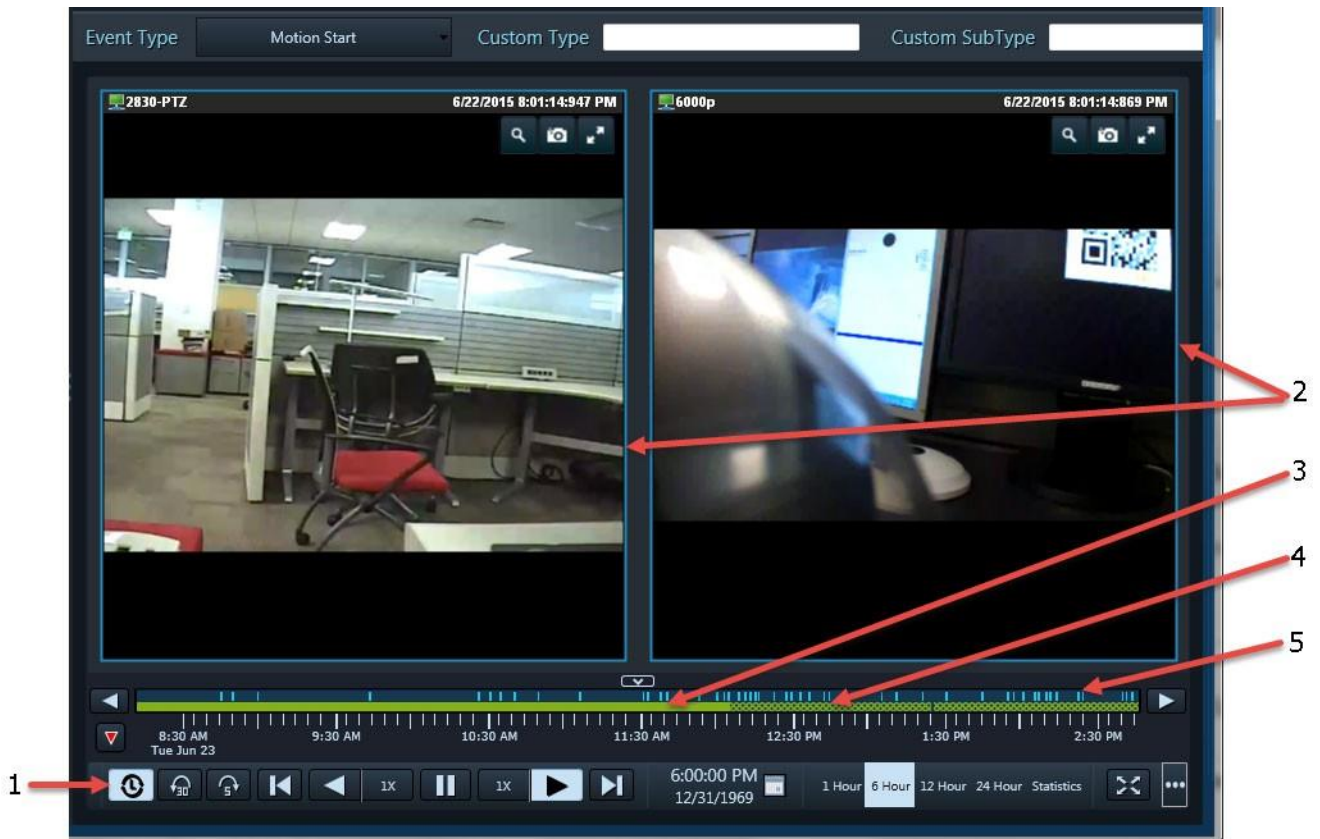 Event Type Motion Start Custom Type Custom SubType
2830-PTZ 6/22/2015 8:01:14:947 PM
6000p 6/22/2015 8:01:14:869 PM
2
3
4
5
8:30 AM 9:30 AM 10:30 AM 11:30 AM 12:30 PM 1:30 PM 2:30 PM
Tue Jun 23
1
30 5 1X 1X 6:00:00 PM 1 Hour 6 Hour 12 Hour 24 Hour Statistics
12/31/1969